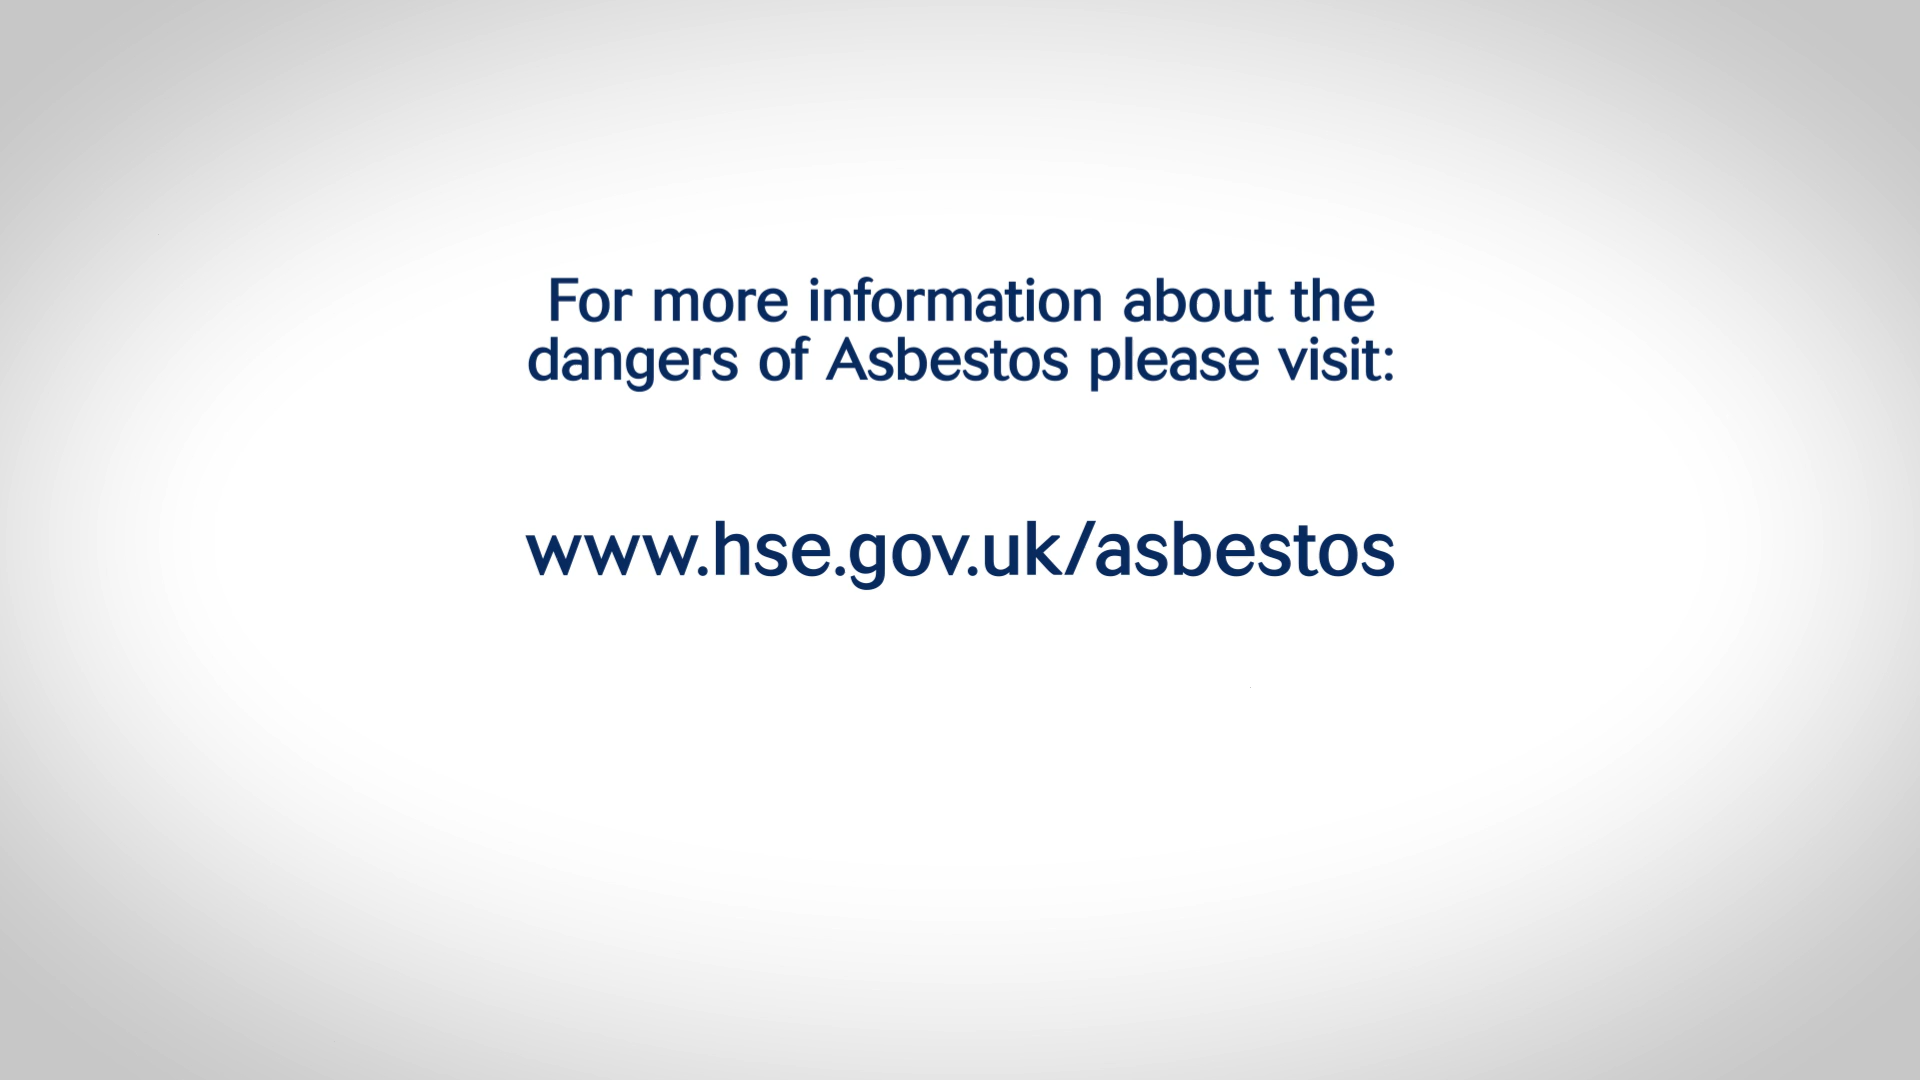 For more information about the
dangers of Asbestos please visit:
www.hse.gov.uk/asbestos